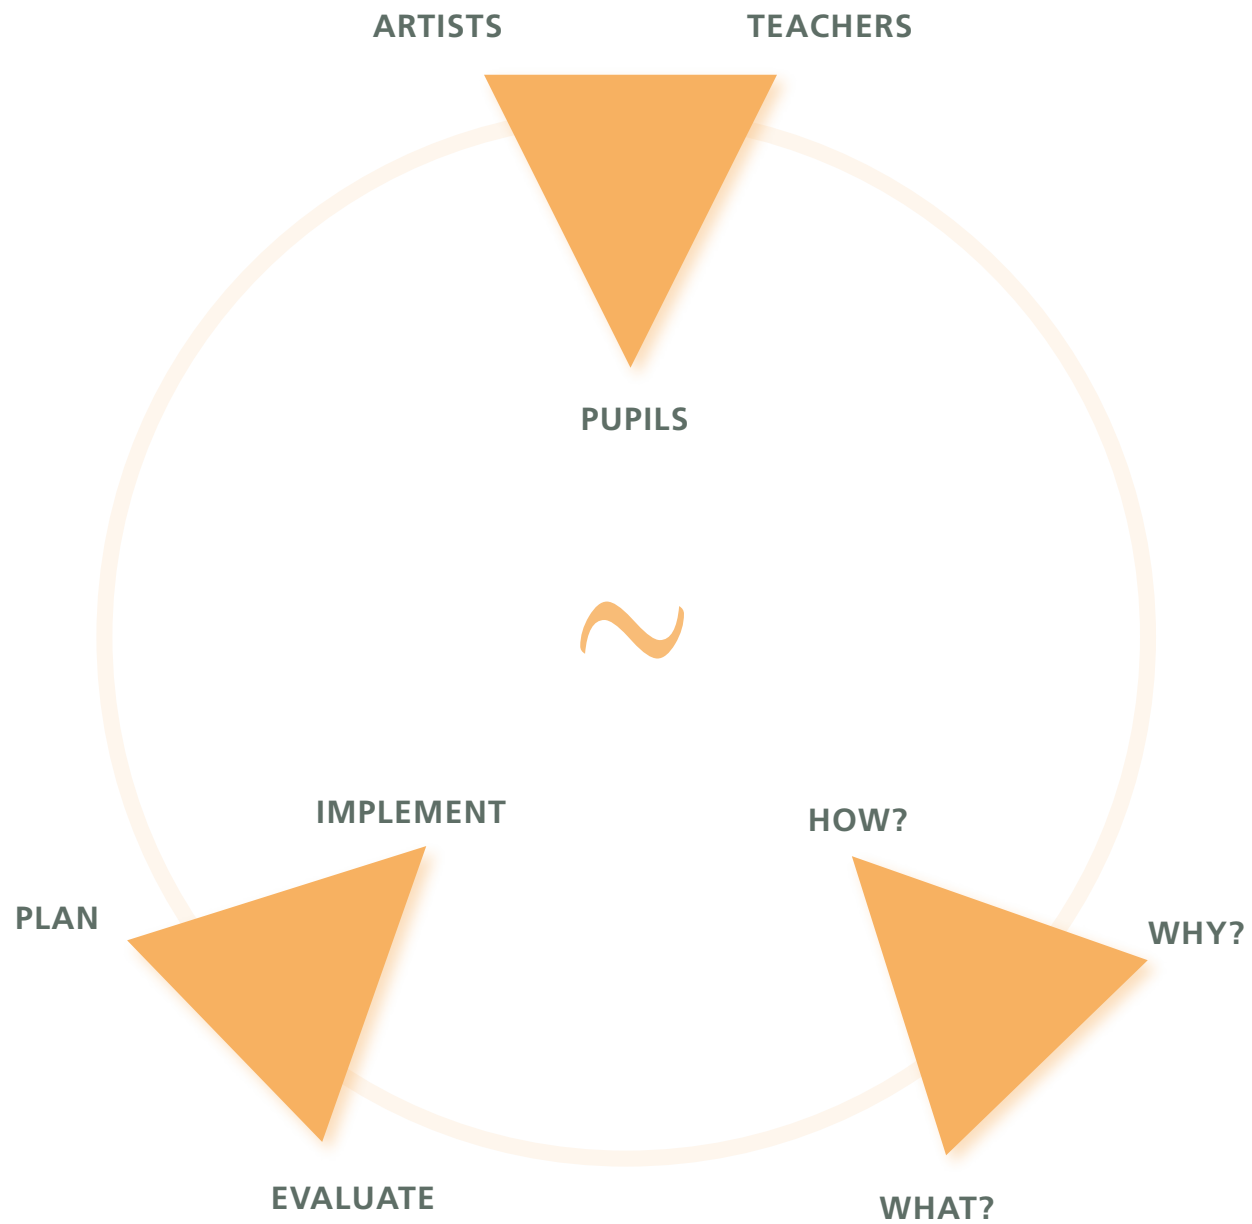 ARTISTS TEACHERS
PUPILS
~
IMPLEMENT
HOW?
PLAN
WHY?
EVALUATE
WHAT?